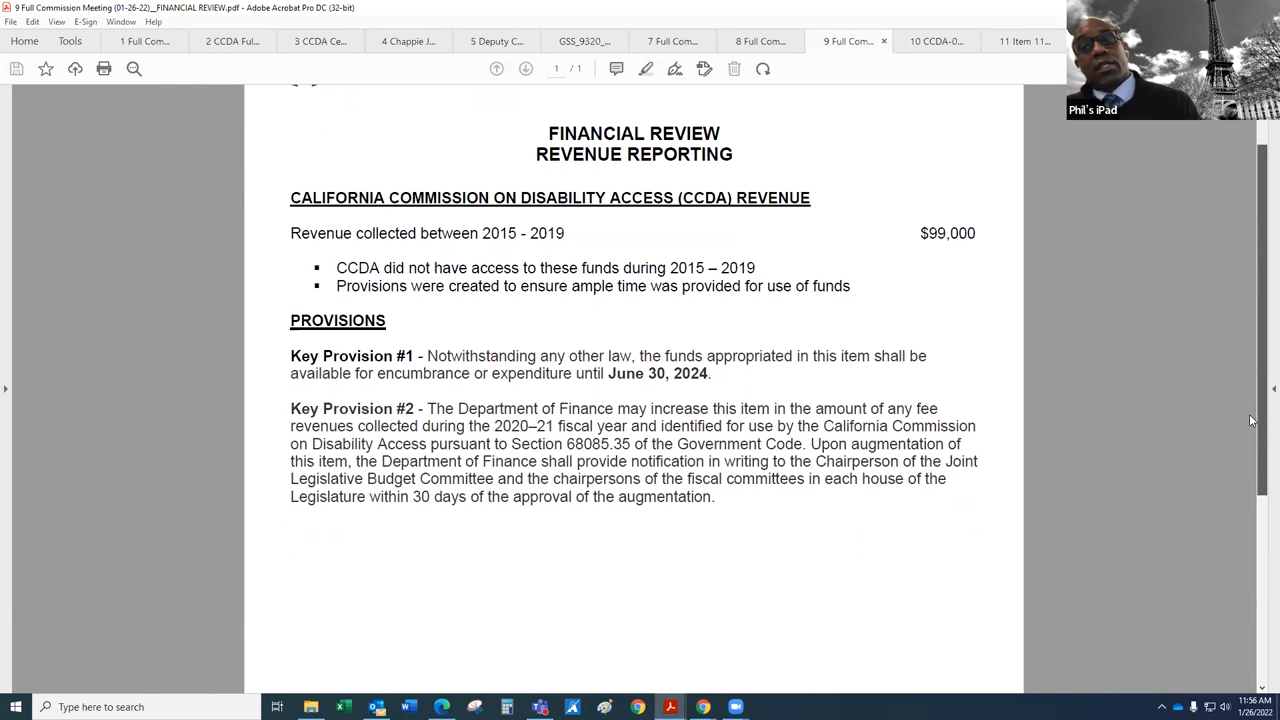 9 Full Commission Meeting (01-26-22)__FINANCIAL REVIEW.pdf - Adobe Acrobat Pro DC (32-bit)
File Edit View E-Sign Window Help
Home Tools 1 Full Com... 2 CCDA Ful... 3 CCDA Ce... 4 Chappie J... 5 Deputy C... GSS_9320_... 7 Full Com... 8 Full Com... 9 Full Com... × 10 CCDA-0... 11 Item 11...
1 / 1
Phil's iPad
FINANCIAL REVIEW
REVENUE REPORTING
CALIFORNIA COMMISSION ON DISABILITY ACCESS (CCDA) REVENUE
Revenue collected between 2015 - 2019 $99,000
▪ CCDA did not have access to these funds during 2015 – 2019
▪ Provisions were created to ensure ample time was provided for use of funds
PROVISIONS
Key Provision #1 - Notwithstanding any other law, the funds appropriated in this item shall be
available for encumbrance or expenditure until June 30, 2024.
Key Provision #2 - The Department of Finance may increase this item in the amount of any fee
revenues collected during the 2020–21 fiscal year and identified for use by the California Commission
on Disability Access pursuant to Section 68085.35 of the Government Code. Upon augmentation of
this item, the Department of Finance shall provide notification in writing to the Chairperson of the Joint
Legislative Budget Committee and the chairpersons of the fiscal committees in each house of the
Legislature within 30 days of the approval of the augmentation.
Type here to search
11:56 AM
1/26/2022